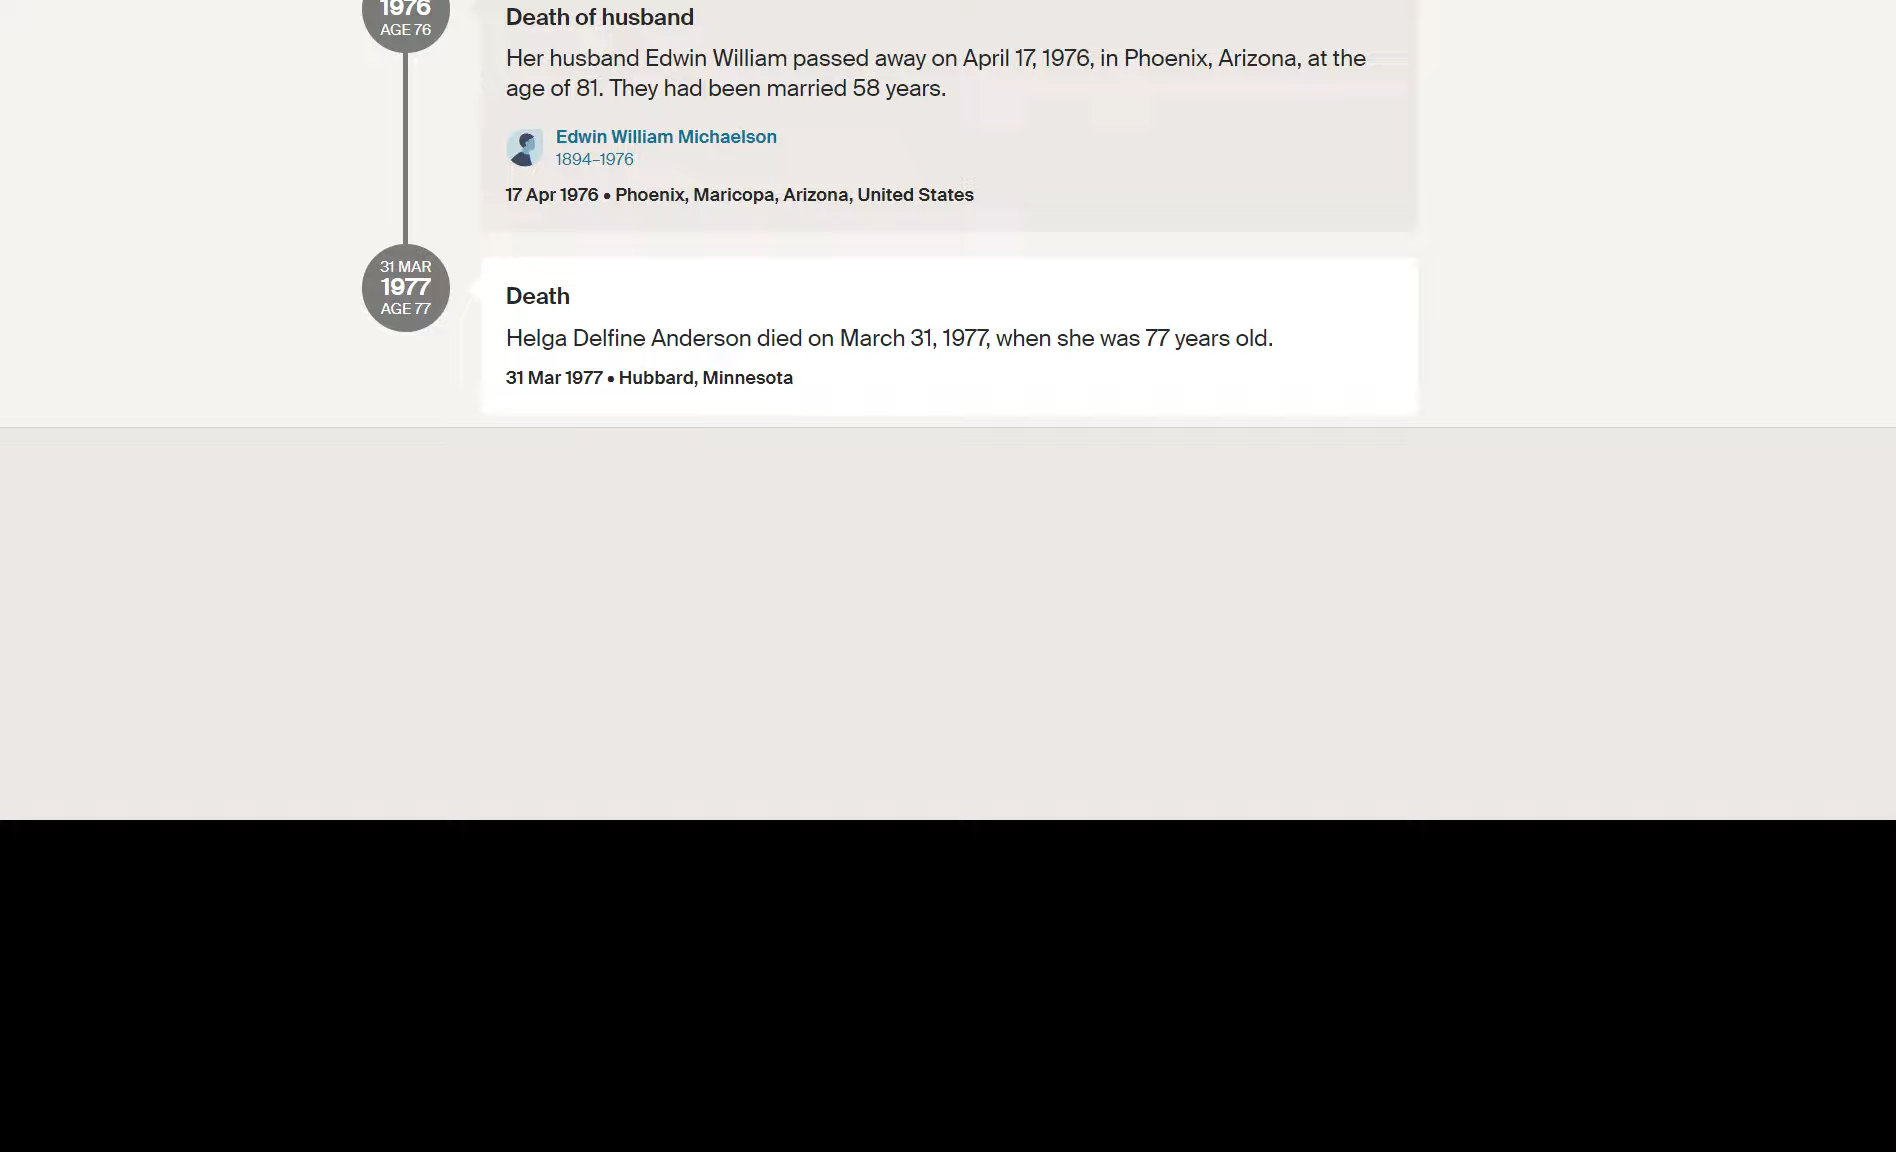 1976
AGE 76
Death of husband
Her husband Edwin William passed away on April 17, 1976, in Phoenix, Arizona, at the
age of 81. They had been married 58 years.
Edwin William Michaelson
1894–1976
17 Apr 1976 • Phoenix, Maricopa, Arizona, United States
31 MAR
1977
AGE 77
Death
Helga Delfine Anderson died on March 31, 1977, when she was 77 years old.
31 Mar 1977 • Hubbard, Minnesota